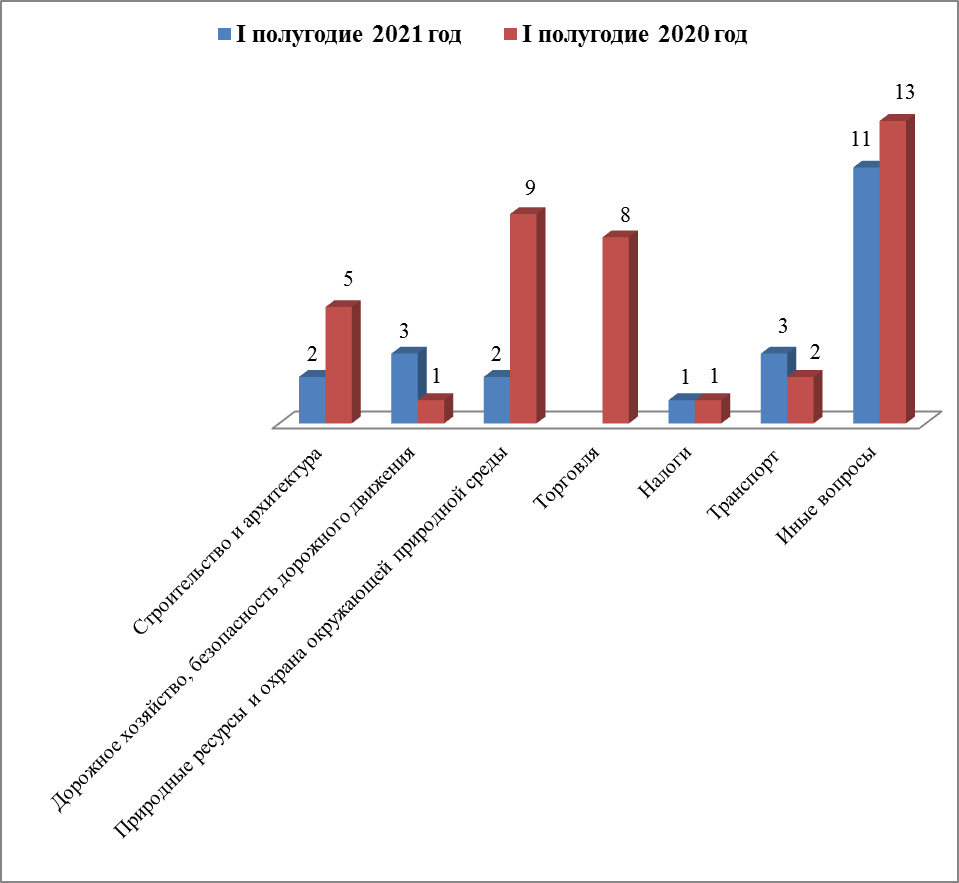 I полугодие 2021 год I полугодие 2020 год
13
11
9
8
5
3
3
2
2
2
1
1
1
Строительство и архитектура
Дорожное хозяйство, безопасность дорожного движения
Природные ресурсы и охрана окружающей природной среды
Торговля
Налоги
Транспорт
Иные вопросы